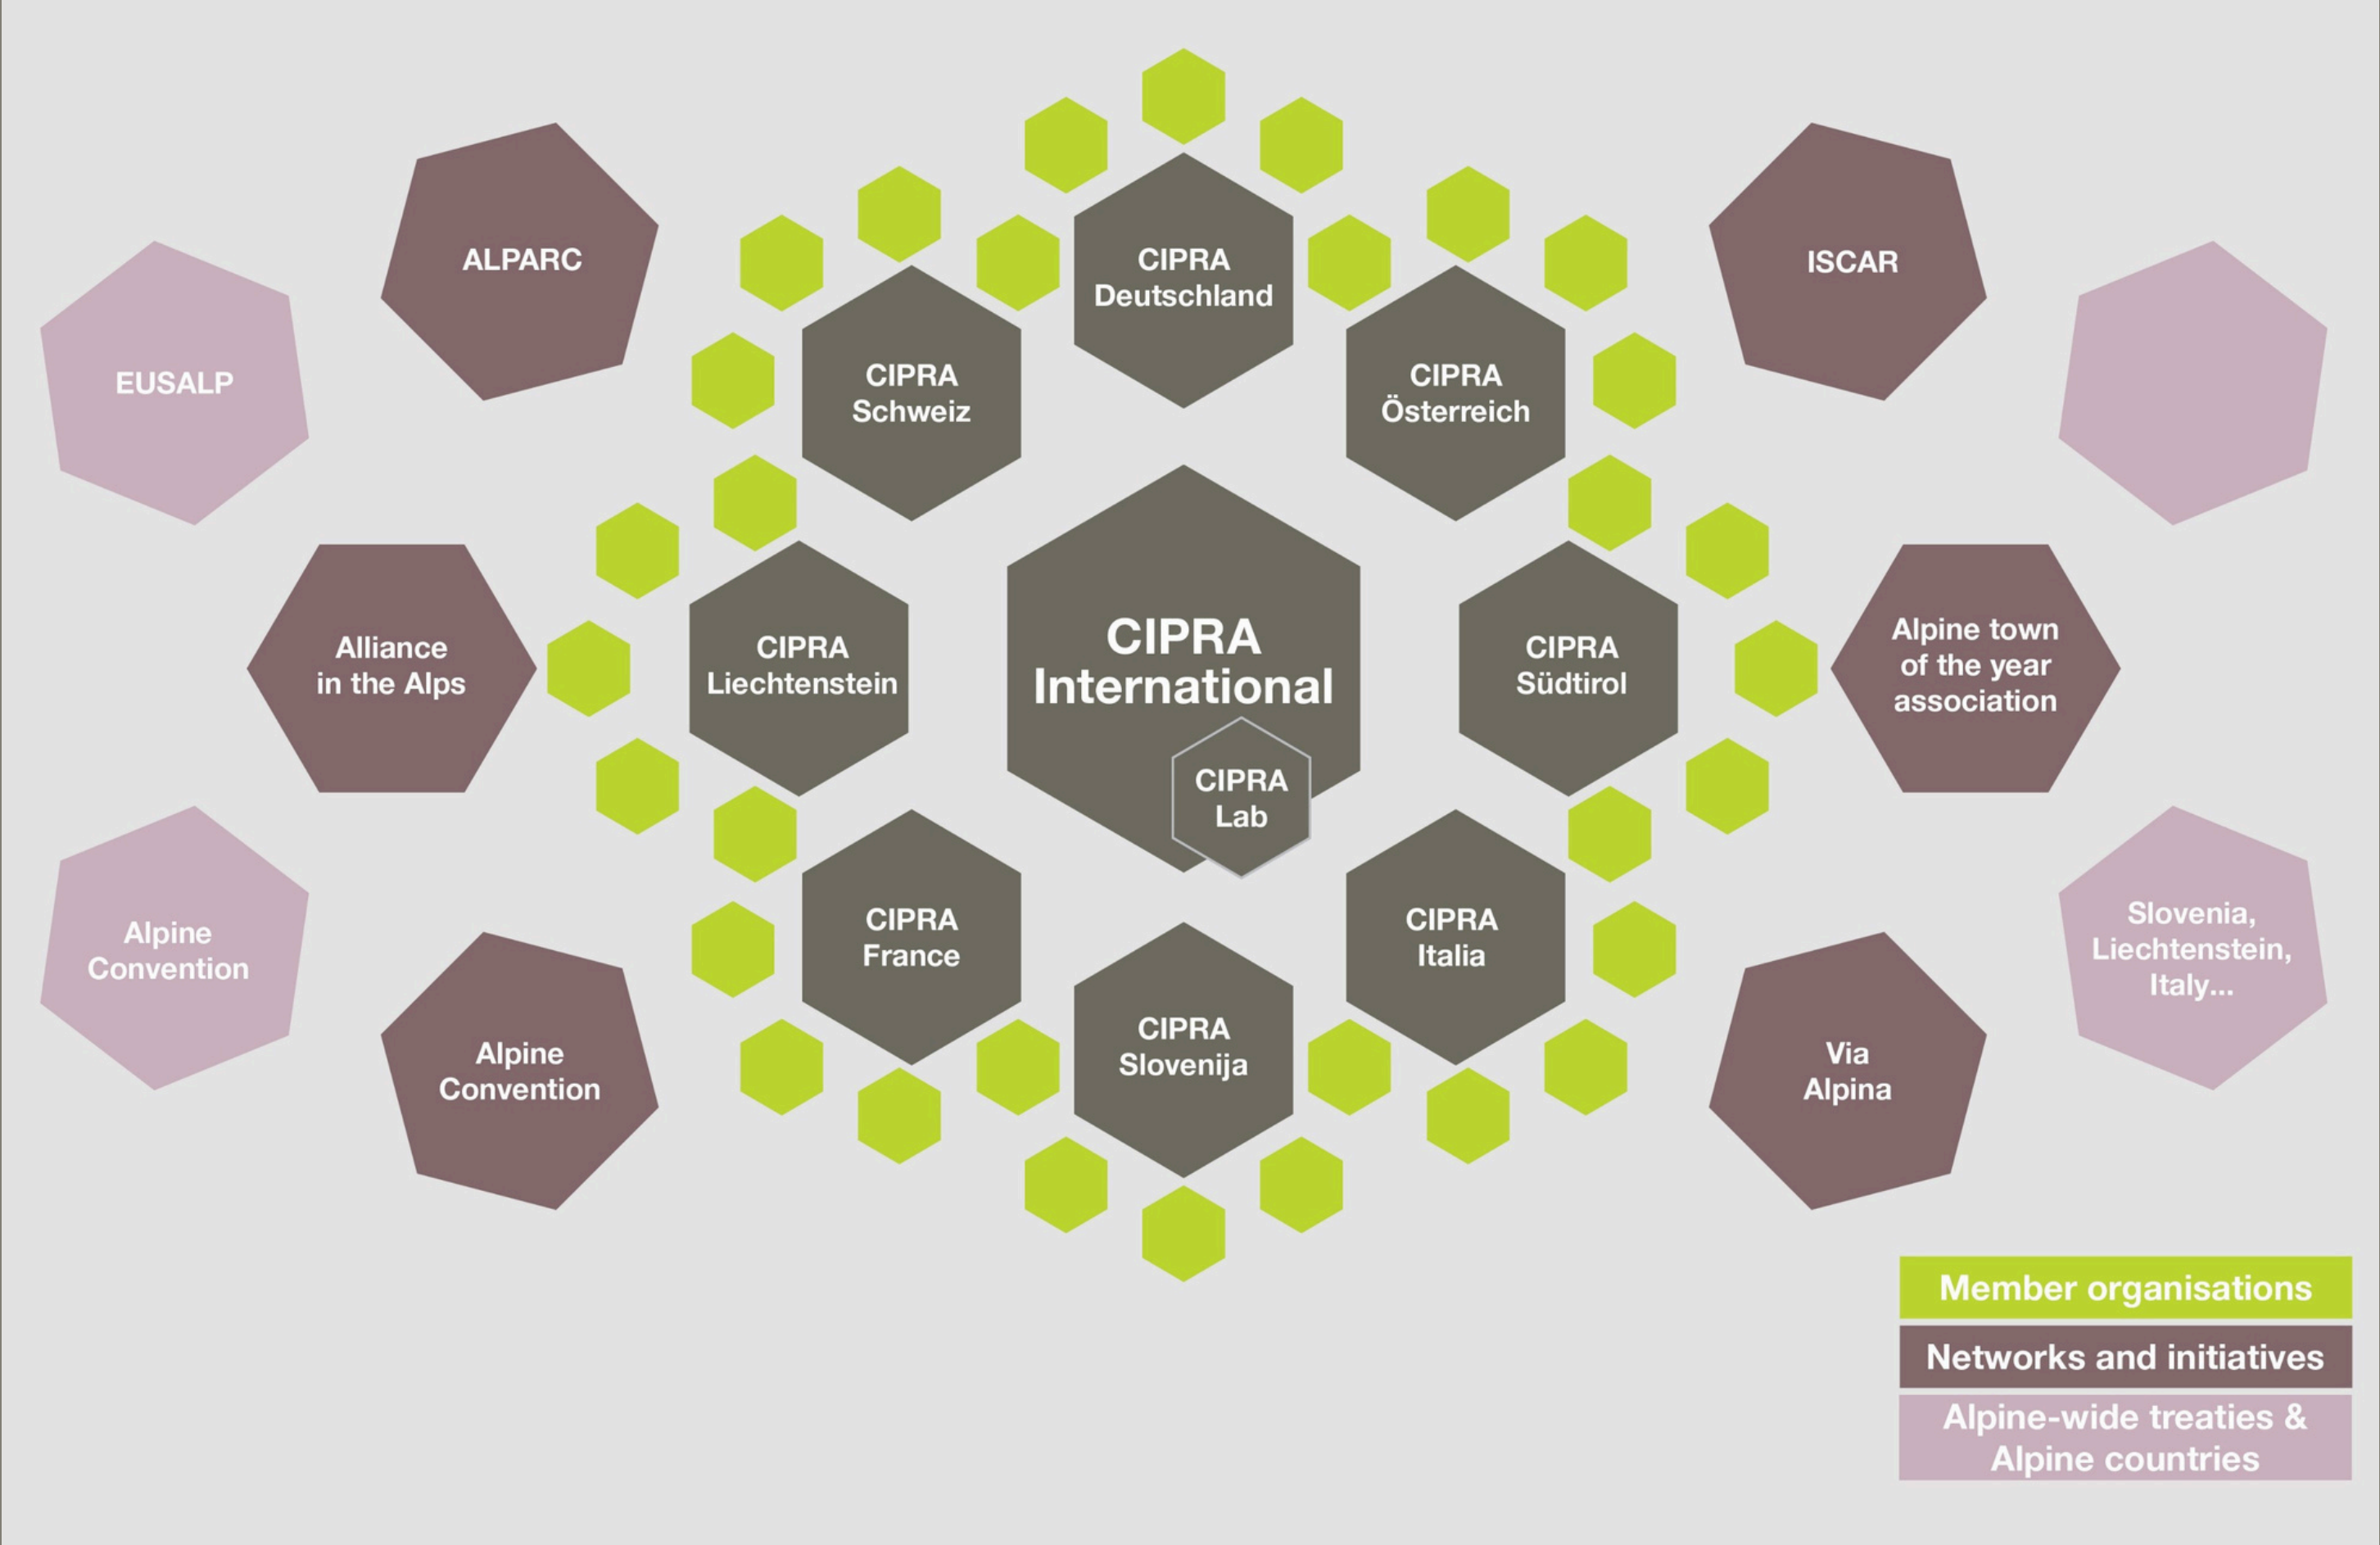 ALPARC
EUSALP
Alliance
in the Alps
Alpine
Convention
Alpine
Convention
CIPRA
Deutschland
CIPRA
Schweiz
CIPRA
Österreich
CIPRA
Liechtenstein
CIPRA
International
CIPRA
Lab
CIPRA
Südtirol
CIPRA
France
CIPRA
Italia
CIPRA
Slovenija
ISCAR
Alpine town
of the year
association
Slovenia,
Liechtenstein,
Italy...
Via
Alpina
Member organisations
Networks and initiatives
Alpine-wide treaties &
Alpine countries